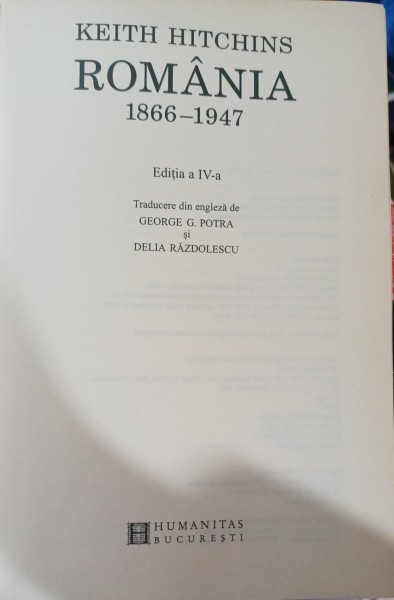 KEITH HITCHINS
ROMÂNIA
1866–1947
Ediția a IV-a
Traducere din engleză de
GEORGE G. POTRA
și
DELIA RĂZDOLESCU
HUMANITAS
BUCUREȘTI